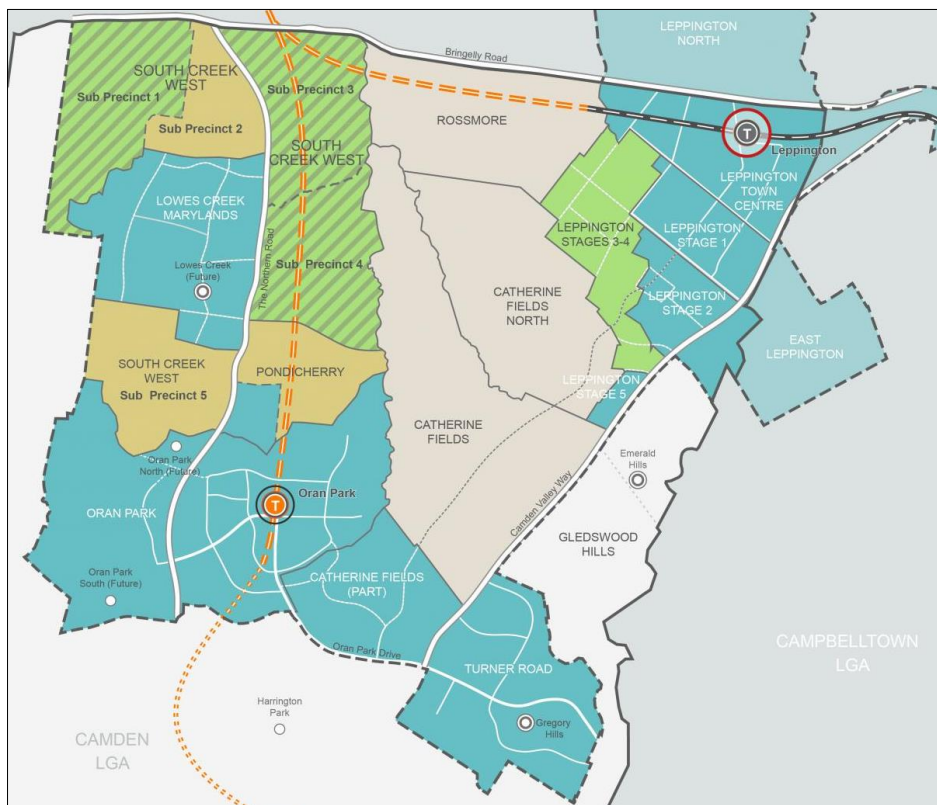 LEPPINGTON
NORTH
Bringelly Road
SOUTH CREEK
WEST
Sub Precinct 1
Sub Precinct 2
Sub Precinct 3
SOUTH
CREEK WEST
ROSSMORE
T
Leppington
LEPPINGTON
TOWN
CENTRE
LOWES CREEK
MARYLANDS
Lowes Creek
(Future)
The Northern Road
Sub Precinct 4
LEPPINGTON
STAGES 3-4
LEPPINGTON
STAGE 1
LEPPINGTON
STAGE 2
CATHERINE
FIELDS
NORTH
EAST
LEPPINGTON
SOUTH CREEK
WEST
Sub Precinct 5
PONDICHERRY
LEPPINGTON
STAGE 5
CATHERINE
FIELDS
Oran Park
North (Future)
Emerald
Hills
Camden Valley Way
ORAN PARK
T
Oran Park
GLEDSWOOD
HILLS
Oran Park
South (Future)
CATHERINE FIELDS
(PART)
Oran Park Drive
TURNER ROAD
CAMPBELLTOWN
LGA
Harrington
Park
Gregory
Hills
CAMDEN
LGA